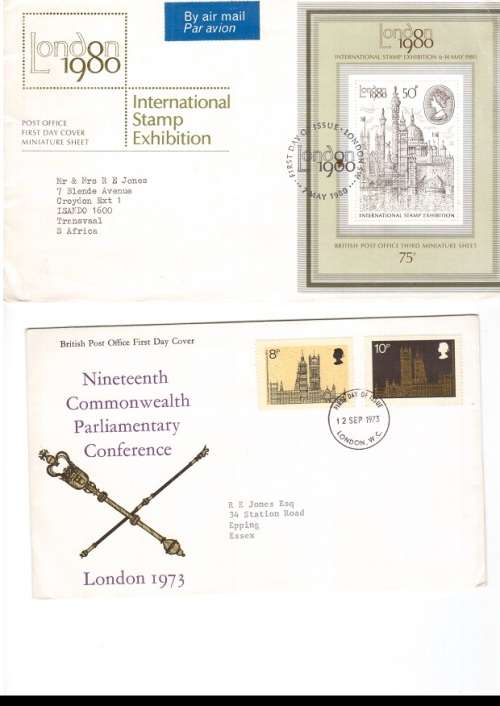 London
1980
By air mail
Par avion
International
Stamp
Exhibition
POST OFFICE
FIRST DAY COVER
MINIATURE SHEET
Mr & Mrs R E Jones
7 Blende Avenue
Croydon Ext 1
ISANDO 1600
Transvaal
S Africa
London
1980
INTERNATIONAL STAMP EXHIBITION 6-14 MAY 1980
London
1980
50p
FIRST DAY OF ISSUE · LONDON SW
London
1980
7 MAY 1980
INTERNATIONAL STAMP EXHIBITION
BRITISH POST OFFICE THIRD MINIATURE SHEET
75p
British Post Office First Day Cover
Nineteenth
Commonwealth
Parliamentary
Conference
London 1973
8p
10p
FIRST DAY OF ISSUE
12 SEP 1973
LONDON, W.C.
R E Jones Esq
34 Station Road
Epping
Essex